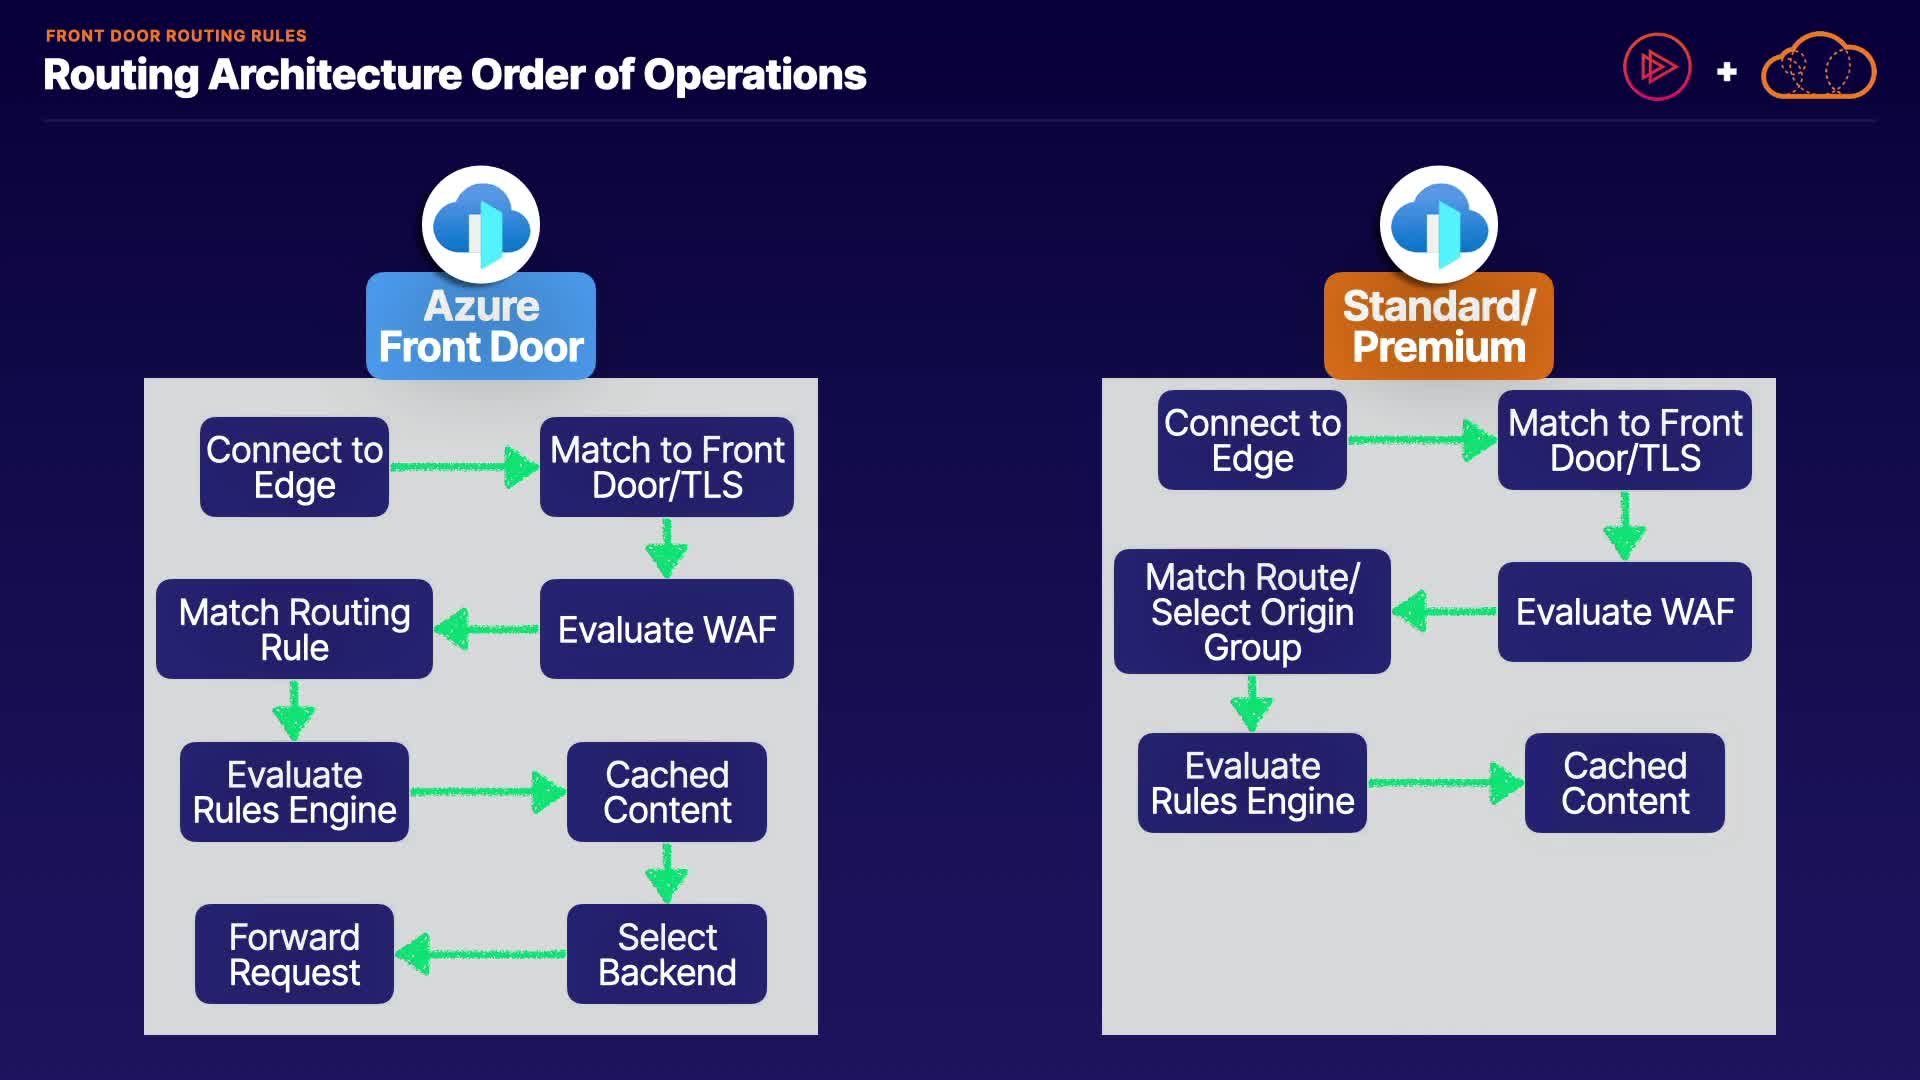 FRONT DOOR ROUTING RULES
Routing Architecture Order of Operations
Azure
Front Door
Connect to
Edge
Match to Front
Door/TLS
Evaluate WAF
Match Routing
Rule
Evaluate
Rules Engine
Cached
Content
Select
Backend
Forward
Request
Standard/
Premium
Connect to
Edge
Match to Front
Door/TLS
Evaluate WAF
Match Route/
Select Origin
Group
Evaluate
Rules Engine
Cached
Content